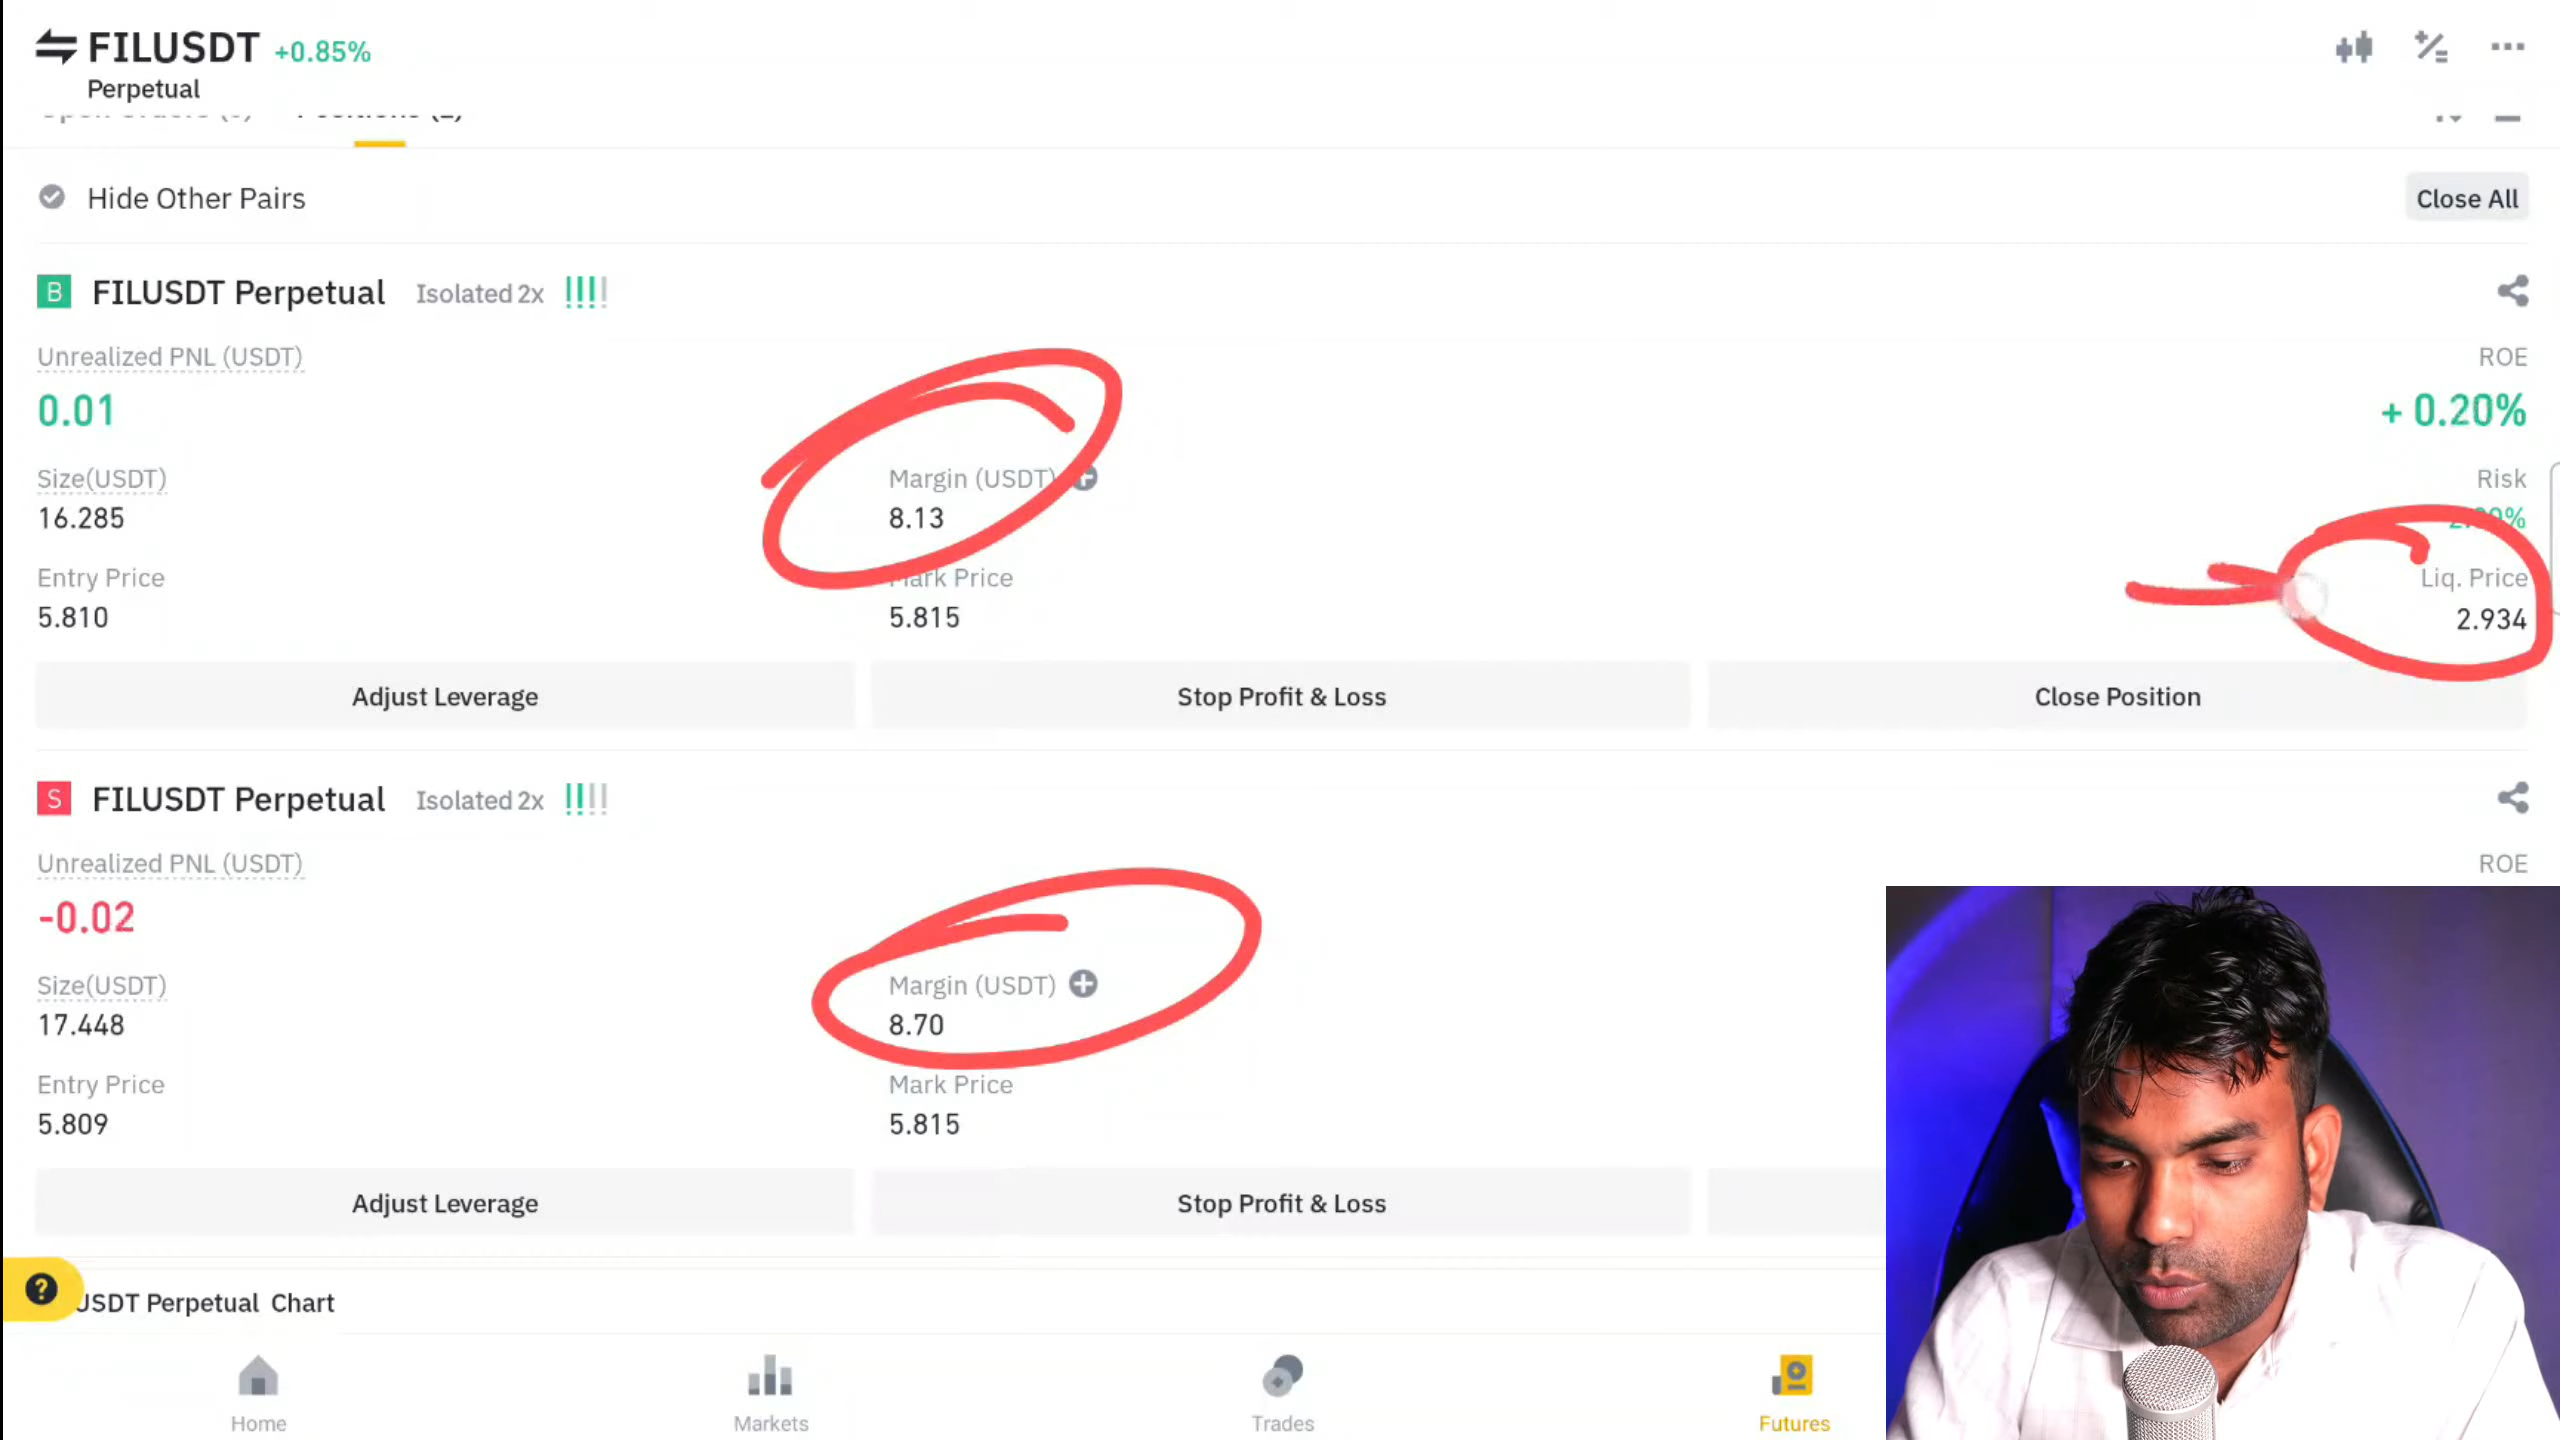 FILUSDT +0.85%
Perpetual
Hide Other Pairs
Close All
B FILUSDT Perpetual Isolated 2x
Unrealized PNL (USDT) ROE
0.01 + 0.20%
Size(USDT) Margin (USDT) Risk
16.285 8.13
Entry Price Mark Price Liq. Price
5.810 5.815 2.934
Adjust Leverage Stop Profit & Loss Close Position
S FILUSDT Perpetual Isolated 2x
Unrealized PNL (USDT) ROE
-0.02
Size(USDT) Margin (USDT)
17.448 8.70
Entry Price Mark Price
5.809 5.815
Adjust Leverage Stop Profit & Loss
? USDT Perpetual Chart
Home Markets Trades Futures